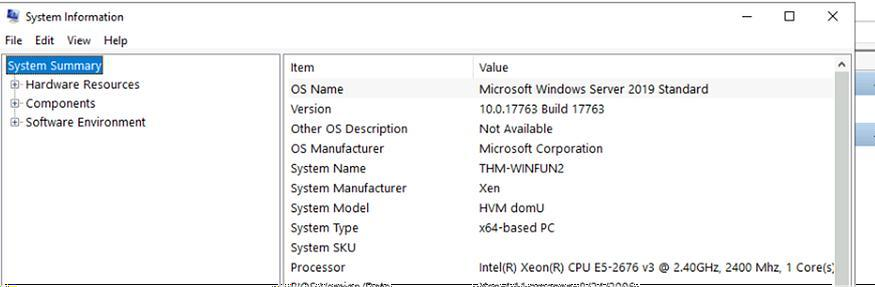 System Information
File Edit View Help
System Summary
Hardware Resources
Components
Software Environment
Item Value
OS Name Microsoft Windows Server 2019 Standard
Version 10.0.17763 Build 17763
Other OS Description Not Available
OS Manufacturer Microsoft Corporation
System Name THM-WINFUN2
System Manufacturer Xen
System Model HVM domU
System Type x64-based PC
System SKU
Processor Intel(R) Xeon(R) CPU E5-2676 v3 @ 2.40GHz, 2400 Mhz, 1 Core(s)